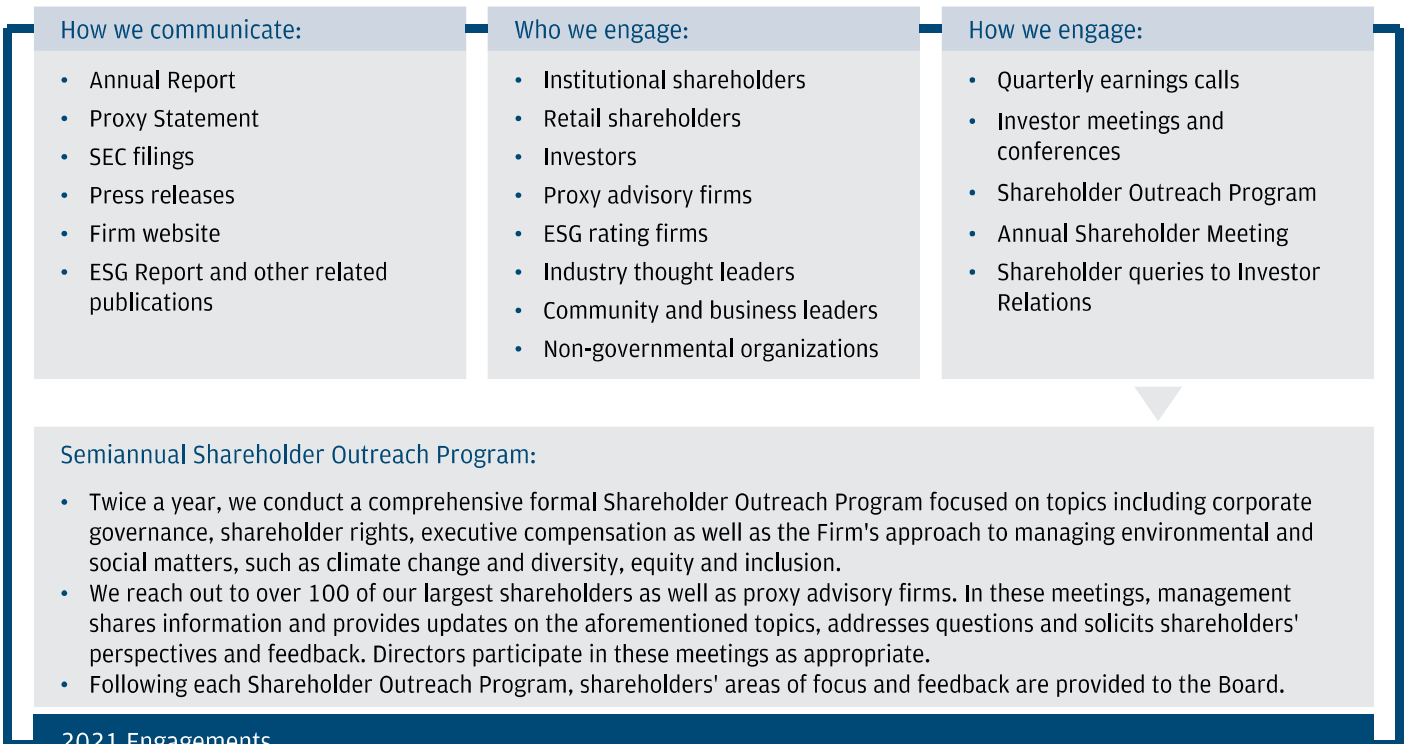 How we communicate:
• Annual Report
• Proxy Statement
• SEC filings
• Press releases
• Firm website
• ESG Report and other related
publications
Who we engage:
• Institutional shareholders
• Retail shareholders
• Investors
• Proxy advisory firms
• ESG rating firms
• Industry thought leaders
• Community and business leaders
• Non-governmental organizations
How we engage:
• Quarterly earnings calls
• Investor meetings and
conferences
• Shareholder Outreach Program
• Annual Shareholder Meeting
• Shareholder queries to Investor
Relations
Semiannual Shareholder Outreach Program:
• Twice a year, we conduct a comprehensive formal Shareholder Outreach Program focused on topics including corporate
governance, shareholder rights, executive compensation as well as the Firm's approach to managing environmental and
social matters, such as climate change and diversity, equity and inclusion.
• We reach out to over 100 of our largest shareholders as well as proxy advisory firms. In these meetings, management
shares information and provides updates on the aforementioned topics, addresses questions and solicits shareholders'
perspectives and feedback. Directors participate in these meetings as appropriate.
• Following each Shareholder Outreach Program, shareholders' areas of focus and feedback are provided to the Board.
2021 Engagements